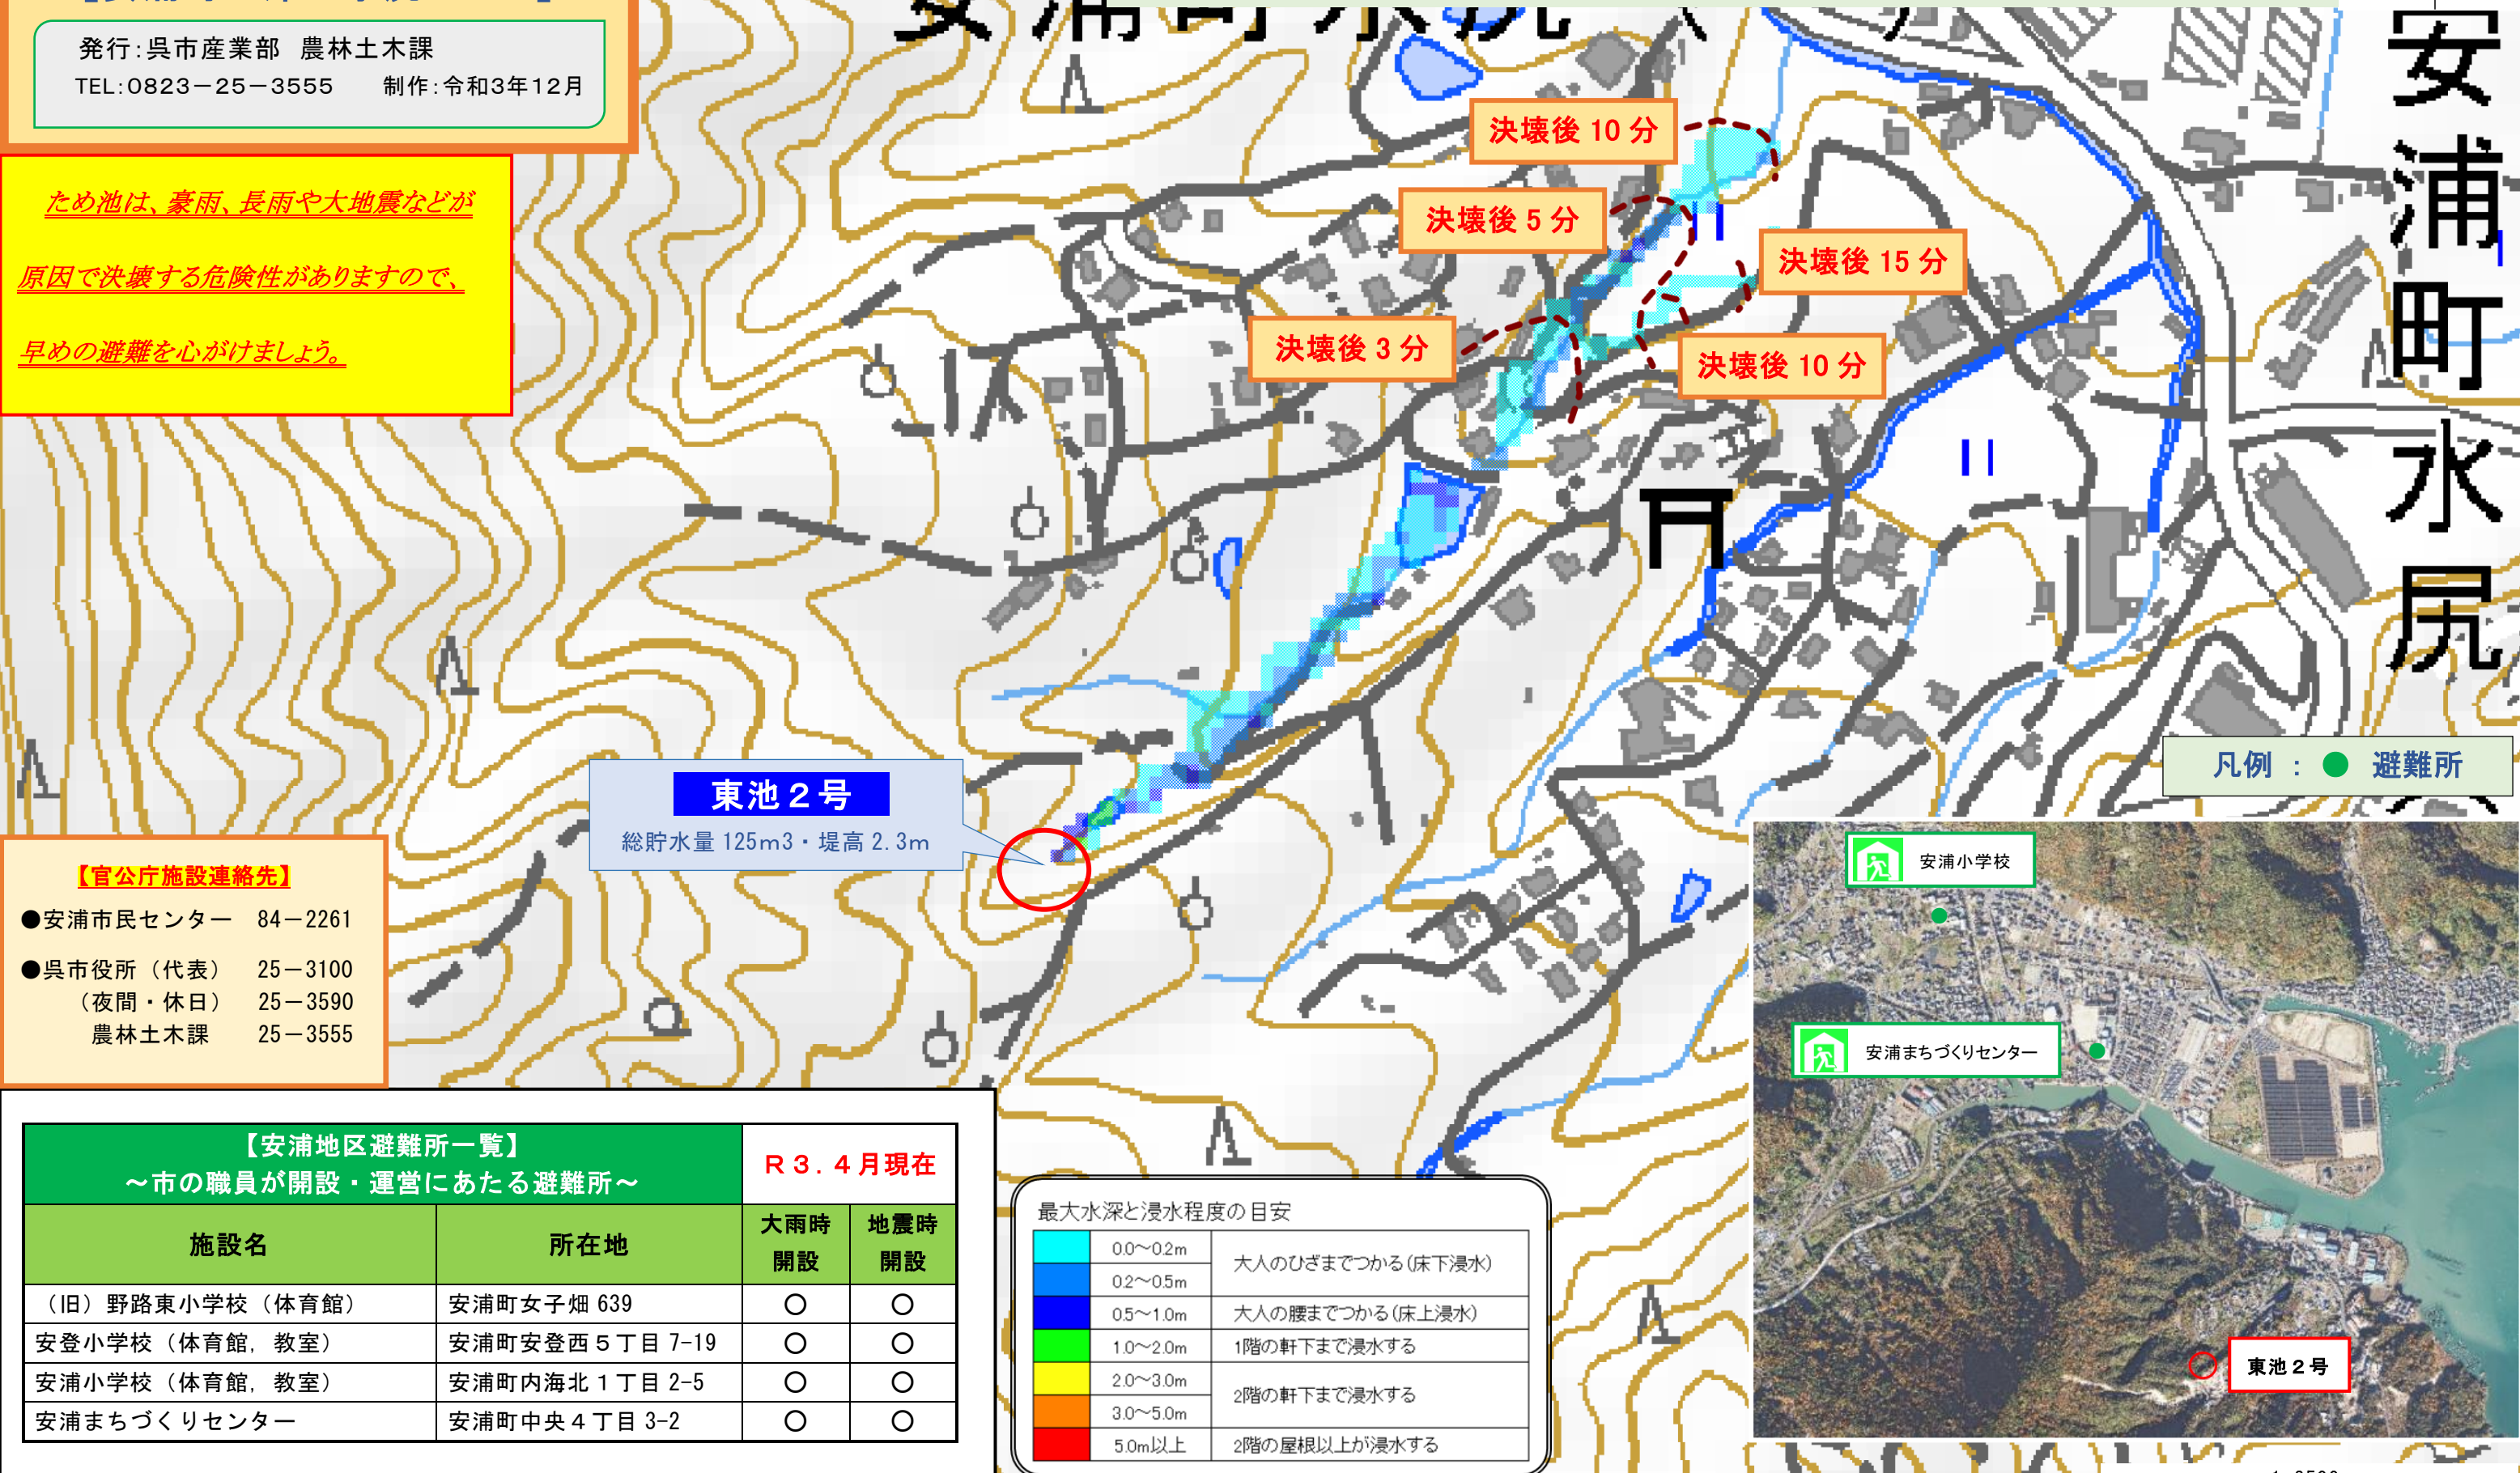 発行:呉市産業部 農林土木課
TEL:0823－25－3555 制作:令和3年12月
ため池は、豪雨、長雨や大地震などが
原因で決壊する危険性がありますので、
早めの避難を心がけましょう。
決壊後 10 分
決壊後 5 分
決壊後 15 分
決壊後 3 分
決壊後 10 分
安浦町水尻
東池２号
総貯水量 125m3・堤高 2.3m
凡例 : ● 避難所
【官公庁施設連絡先】
●安浦市民センター 84－2261
●呉市役所（代表） 25－3100
（夜間・休日） 25－3590
農林土木課 25－3555
【安浦地区避難所一覧】
～市の職員が開設・運営にあたる避難所～
Ｒ３.４月現在
施設名 所在地 大雨時開設 地震時開設
（旧）野路東小学校（体育館） 安浦町女子畑 639 〇 〇
安登小学校（体育館，教室） 安浦町安登西５丁目 7-19 〇 〇
安浦小学校（体育館，教室） 安浦町内海北１丁目 2-5 〇 〇
安浦まちづくりセンター 安浦町中央４丁目 3-2 〇 〇
最大水深と浸水程度の目安
0.0～0.2m 大人のひざまでつかる(床下浸水)
0.2～0.5m
0.5～1.0m 大人の腰までつかる(床上浸水)
1.0～2.0m 1階の軒下まで浸水する
2.0～3.0m 2階の軒下まで浸水する
3.0～5.0m
5.0m以上 2階の屋根以上が浸水する
安浦小学校
安浦まちづくりセンター
東池２号